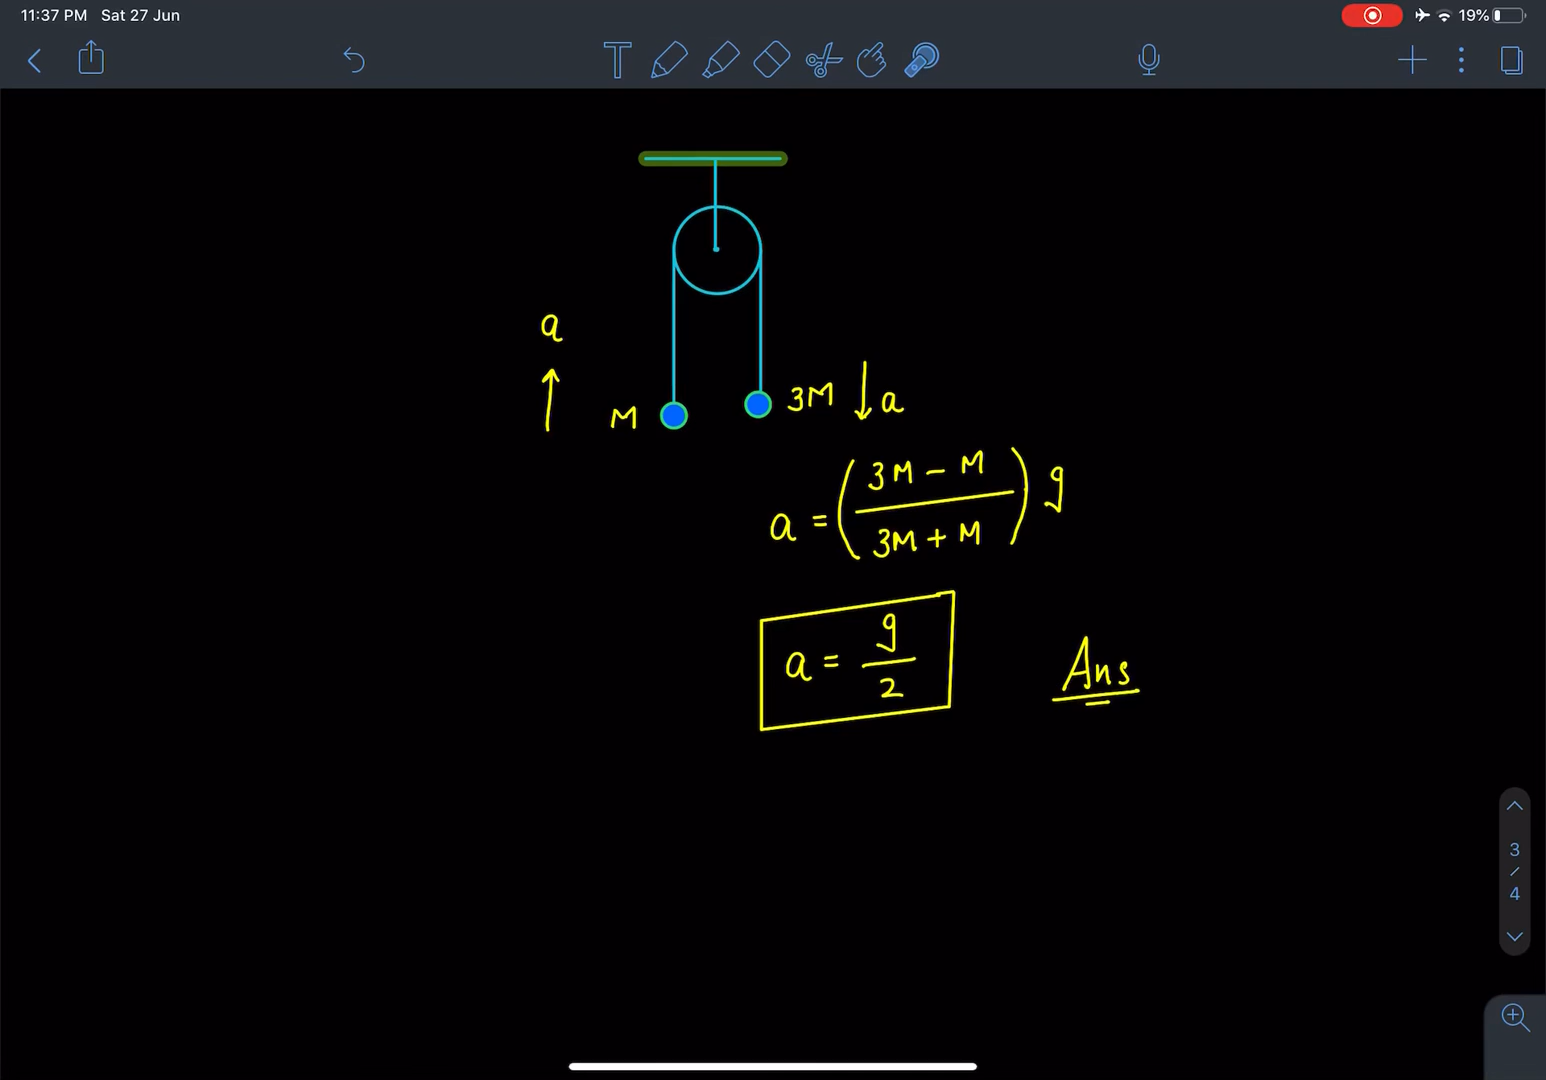 11:37 PM Sat 27 Jun
19%
T
a
M
3M a
a = (3M - M / 3M + M) g
a = g / 2
Ans
3
/
4